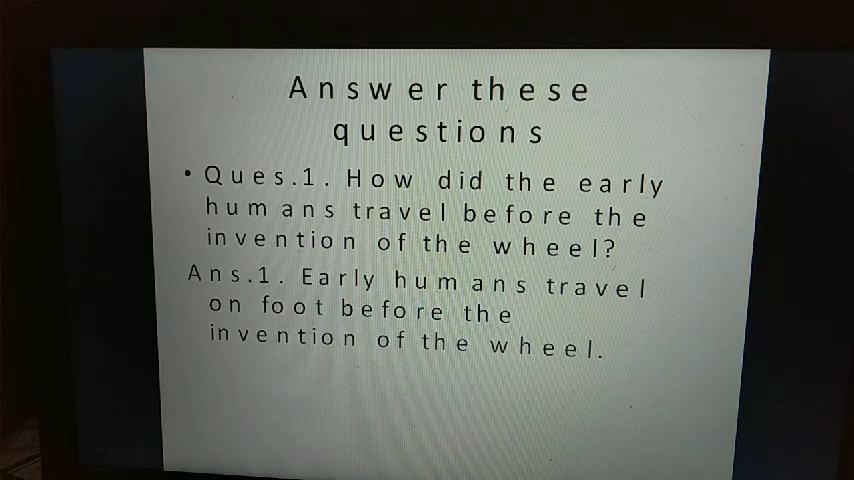 Answer these
questions
• Ques.1. How did the early
humans travel before the
invention of the wheel?
Ans.1. Early humans travel
on foot before the
invention of the wheel.